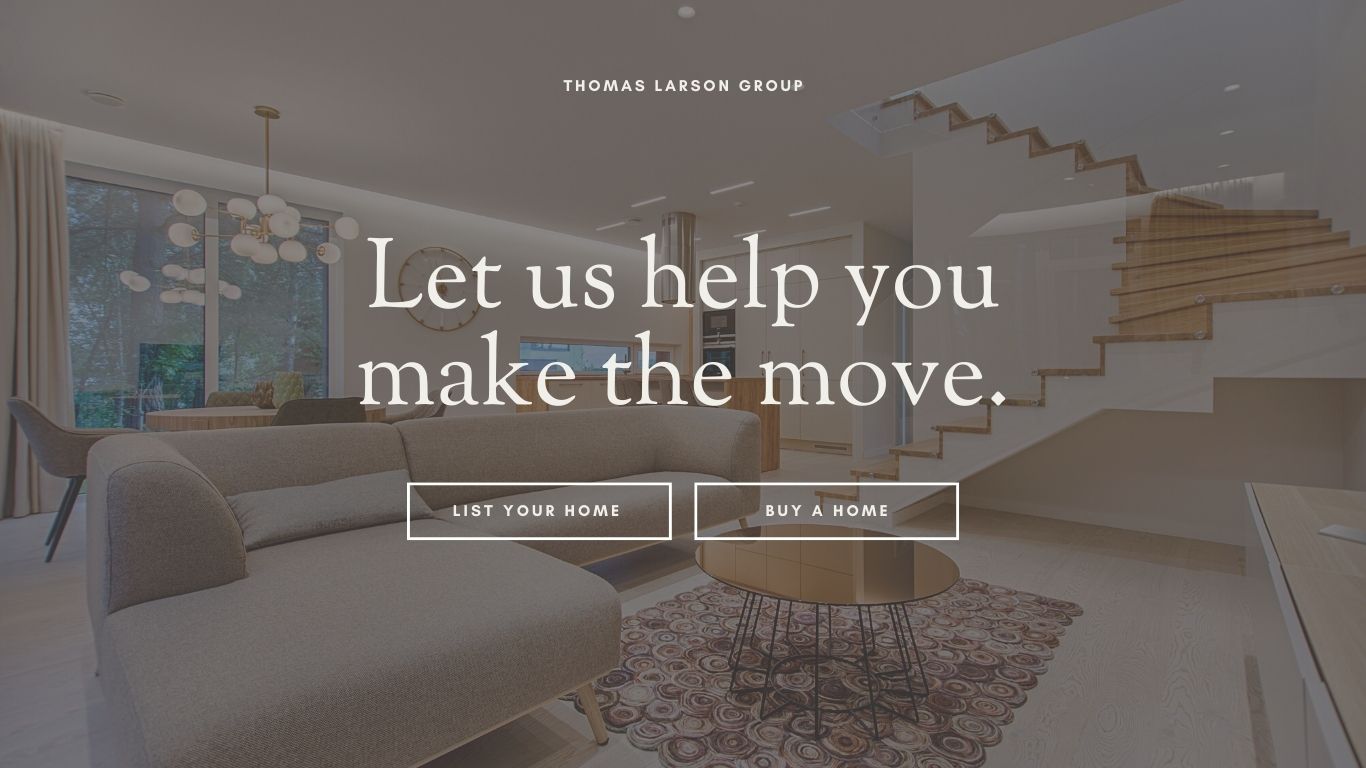 THOMAS LARSON GROUP
Let us help you
make the move.
LIST YOUR HOME
BUY A HOME